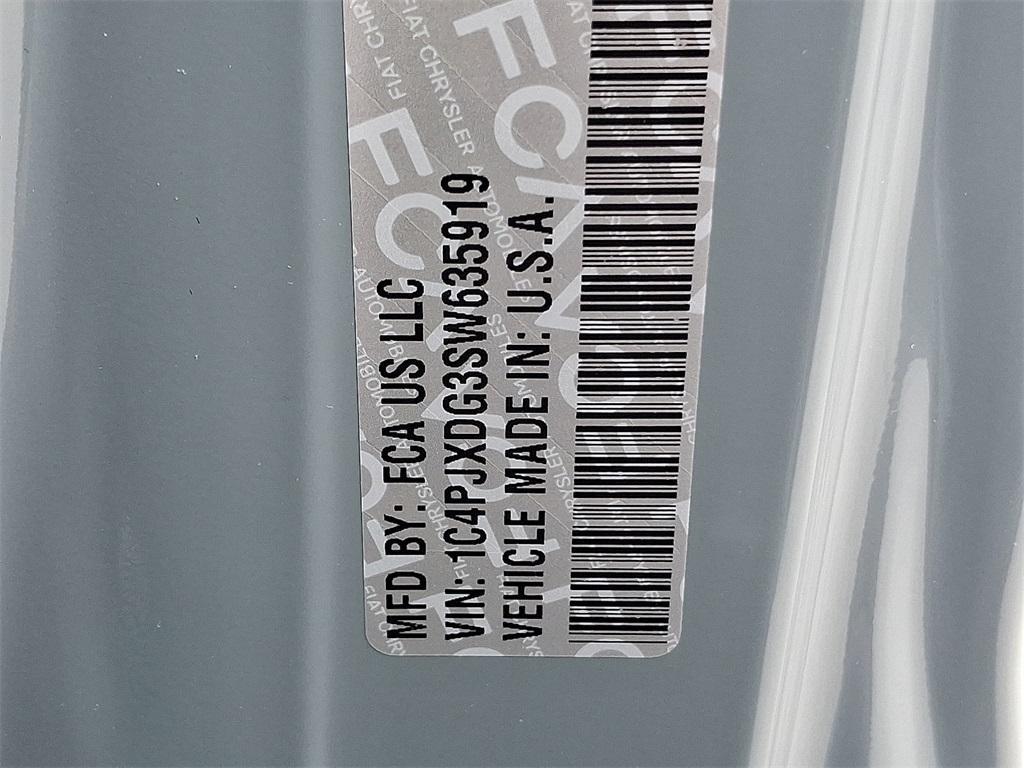 MFD BY: FCA US LLC
VIN: 1C4PJXDG3SW635919
VEHICLE MADE IN: U.S.A.